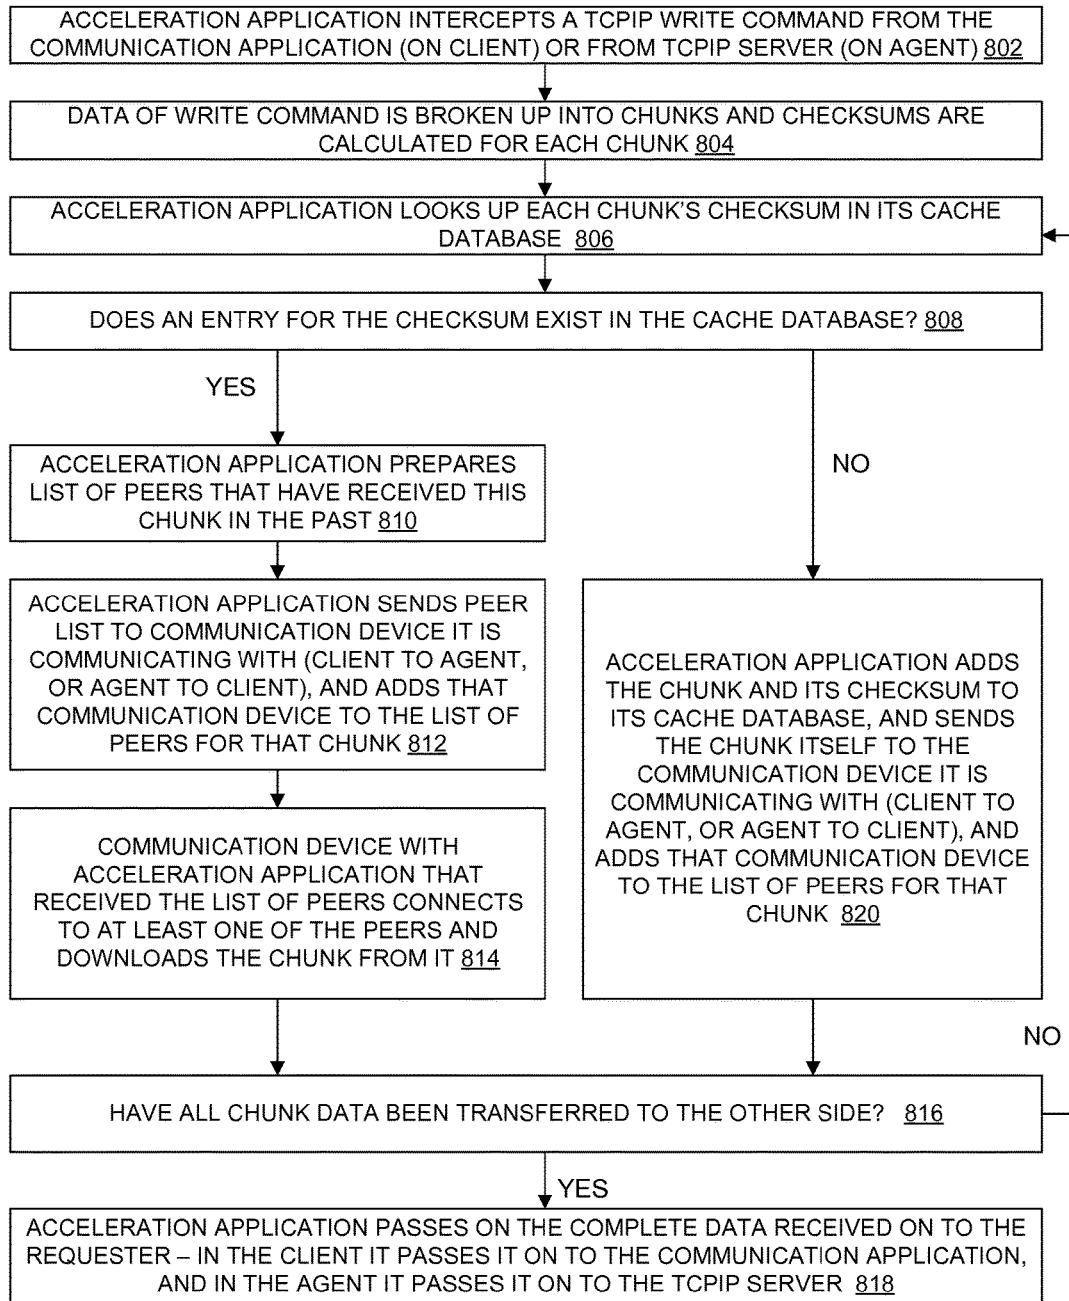 ACCELERATION APPLICATION INTERCEPTS A TCPIP WRITE COMMAND FROM THE
COMMUNICATION APPLICATION (ON CLIENT) OR FROM TCPIP SERVER (ON AGENT) 802
DATA OF WRITE COMMAND IS BROKEN UP INTO CHUNKS AND CHECKSUMS ARE
CALCULATED FOR EACH CHUNK 804
ACCELERATION APPLICATION LOOKS UP EACH CHUNK'S CHECKSUM IN ITS CACHE
DATABASE 806
DOES AN ENTRY FOR THE CHECKSUM EXIST IN THE CACHE DATABASE? 808
YES
NO
ACCELERATION APPLICATION PREPARES
LIST OF PEERS THAT HAVE RECEIVED THIS
CHUNK IN THE PAST 810
ACCELERATION APPLICATION SENDS PEER
LIST TO COMMUNICATION DEVICE IT IS
COMMUNICATING WITH (CLIENT TO AGENT,
OR AGENT TO CLIENT), AND ADDS THAT
COMMUNICATION DEVICE TO THE LIST OF
PEERS FOR THAT CHUNK 812
COMMUNICATION DEVICE WITH
ACCELERATION APPLICATION THAT
RECEIVED THE LIST OF PEERS CONNECTS
TO AT LEAST ONE OF THE PEERS AND
DOWNLOADS THE CHUNK FROM IT 814
ACCELERATION APPLICATION ADDS
THE CHUNK AND ITS CHECKSUM TO
ITS CACHE DATABASE, AND SENDS
THE CHUNK ITSELF TO THE
COMMUNICATION DEVICE IT IS
COMMUNICATING WITH (CLIENT TO
AGENT, OR AGENT TO CLIENT), AND
ADDS THAT COMMUNICATION DEVICE
TO THE LIST OF PEERS FOR THAT
CHUNK 820
NO
HAVE ALL CHUNK DATA BEEN TRANSFERRED TO THE OTHER SIDE? 816
YES
ACCELERATION APPLICATION PASSES ON THE COMPLETE DATA RECEIVED ON TO THE
REQUESTER – IN THE CLIENT IT PASSES IT ON TO THE COMMUNICATION APPLICATION,
AND IN THE AGENT IT PASSES IT ON TO THE TCPIP SERVER 818